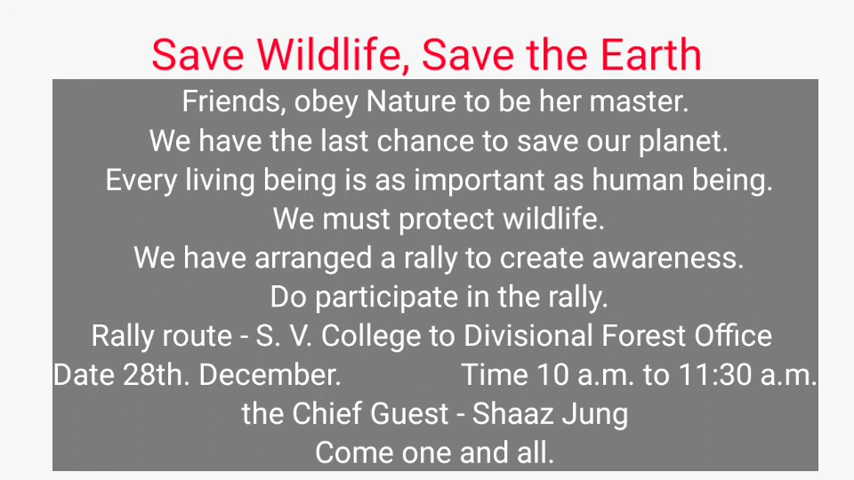 Save Wildlife, Save the Earth
Friends, obey Nature to be her master.
We have the last chance to save our planet.
Every living being is as important as human being.
We must protect wildlife.
We have arranged a rally to create awareness.
Do participate in the rally.
Rally route - S. V. College to Divisional Forest Office
Date 28th. December. Time 10 a.m. to 11:30 a.m.
the Chief Guest - Shaaz Jung
Come one and all.